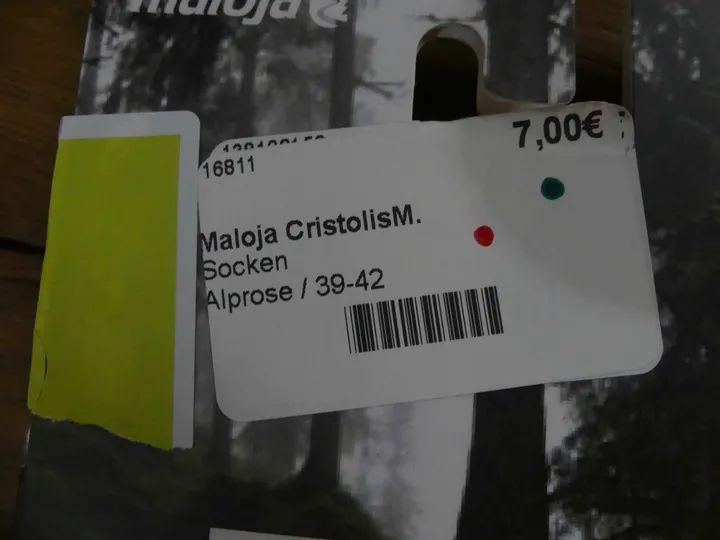 maloja
7,00€
16811
Maloja CristolisM.
Socken
Alprose / 39-42